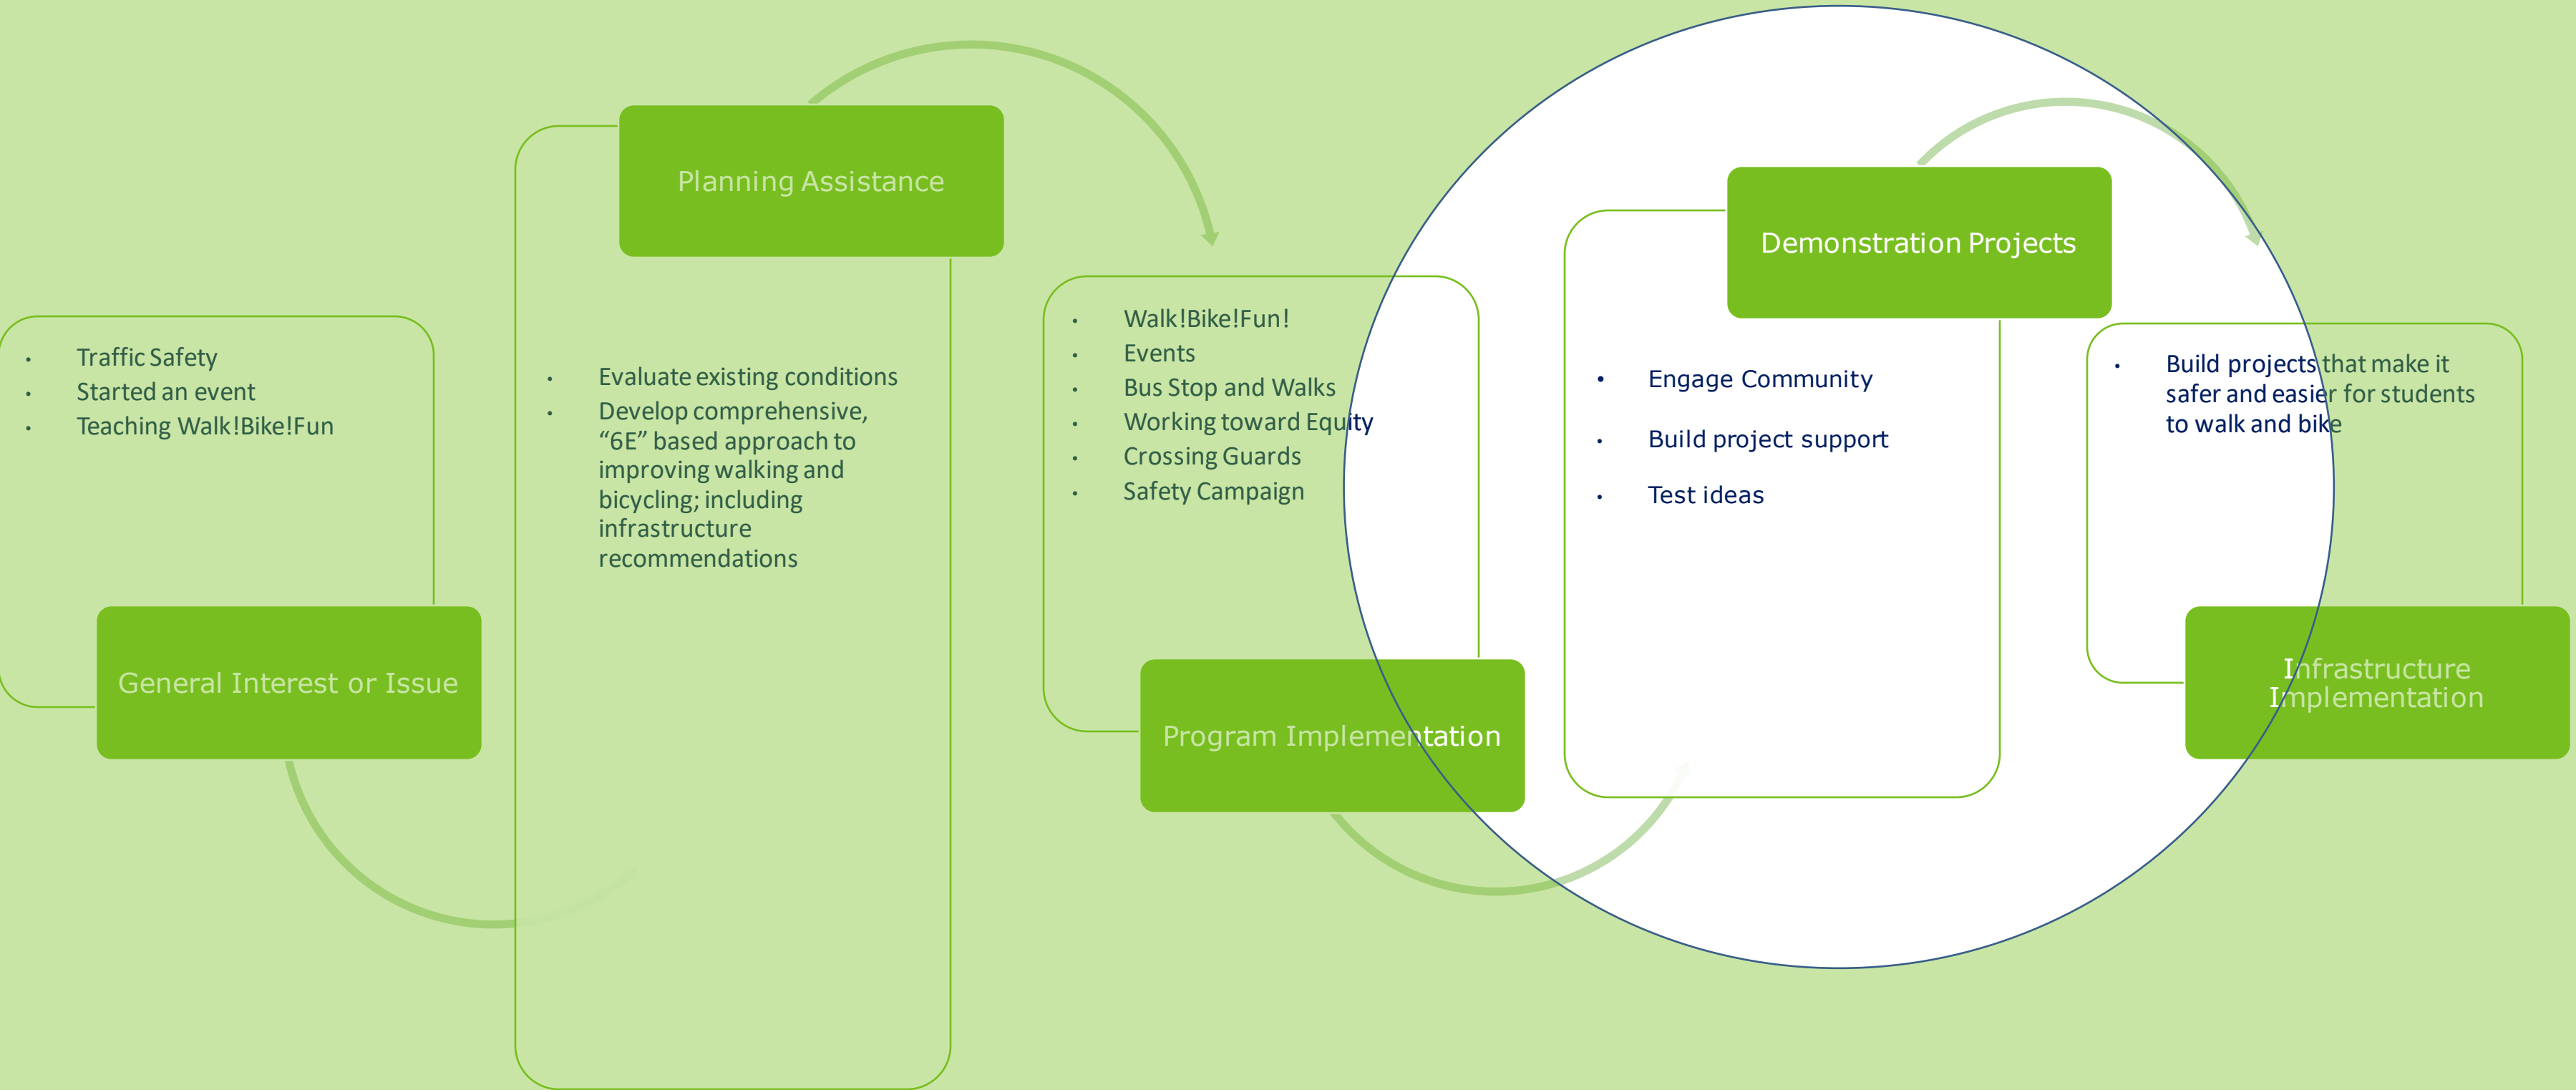 • Traffic Safety
• Started an event
• Teaching Walk!Bike!Fun
General Interest or Issue
Planning Assistance
• Evaluate existing conditions
• Develop comprehensive,
“6E” based approach to
improving walking and
bicycling; including
infrastructure
recommendations
• Walk!Bike!Fun!
• Events
• Bus Stop and Walks
• Working toward Equity
• Crossing Guards
• Safety Campaign
Program Implementation
Demonstration Projects
• Engage Community
• Build project support
• Test ideas
• Build projects that make it
safer and easier for students
to walk and bike
Infrastructure
Implementation